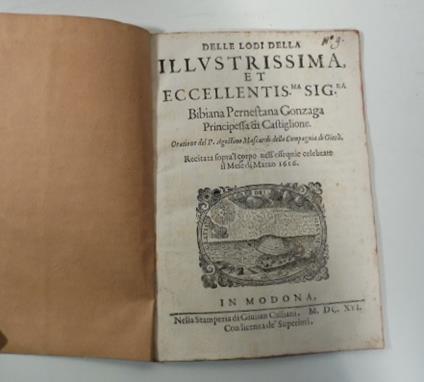 N° 9.
DELLE LODI DELLA
ILLVSTRISSIMA,
ET
ECCELLENTIS.MA SIG.RA
Bibiana Pernestana Gonzaga
Principessa di Castiglione.
Oratione del P. Agostino Mascardi della Compagnia di Giesù,
Recitata sopra'l corpo nell'essequie celebrate
il Mese di Marzo 1616.
IN MODONA,
Nella Stamperia di Giulian Cassiani. M. DC. XVI.
Con licenza de' Superiori.